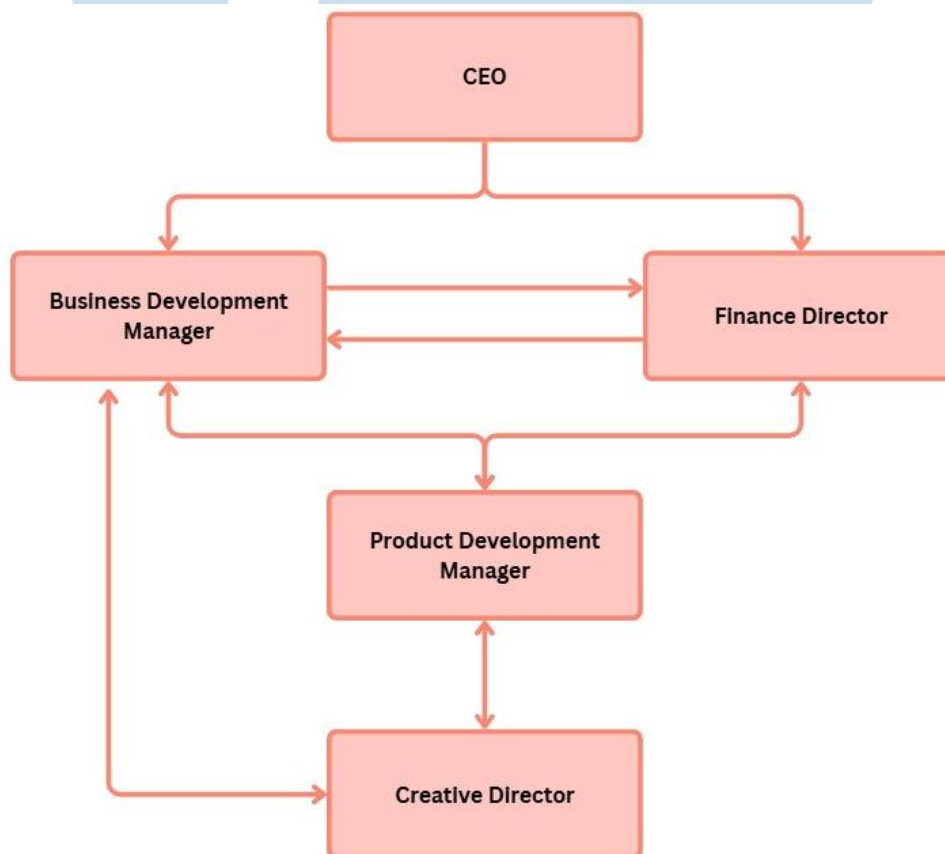 CEO
Business Development
Manager
Finance Director
Product Development
Manager
Creative Director